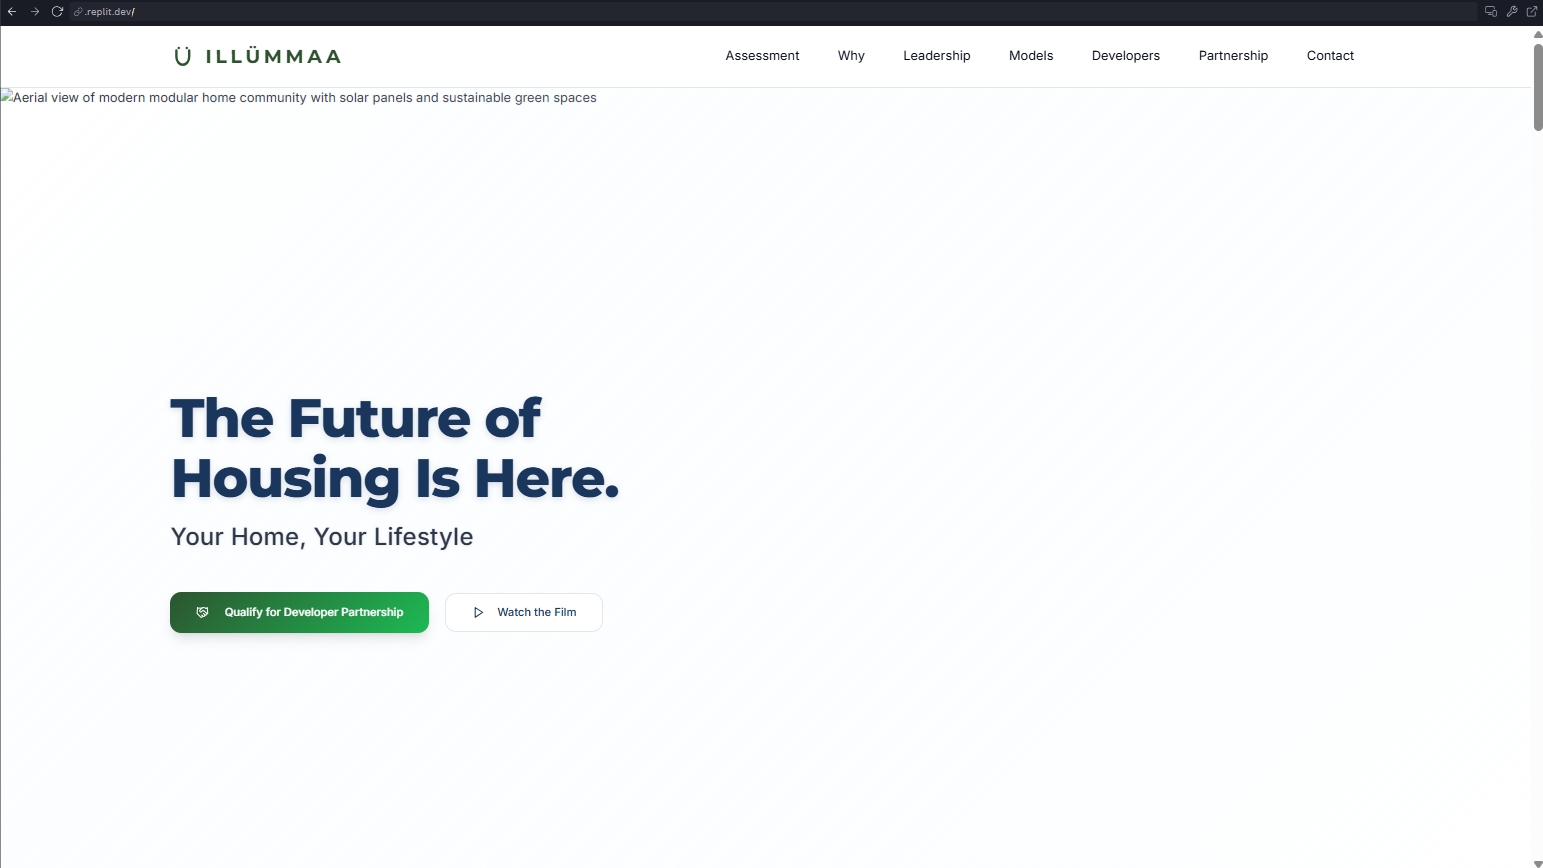 .replit.dev/
ILLÜMMAA
Assessment Why Leadership Models Developers Partnership Contact
Aerial view of modern modular home community with solar panels and sustainable green spaces
The Future of
Housing Is Here.
Your Home, Your Lifestyle
Qualify for Developer Partnership
Watch the Film